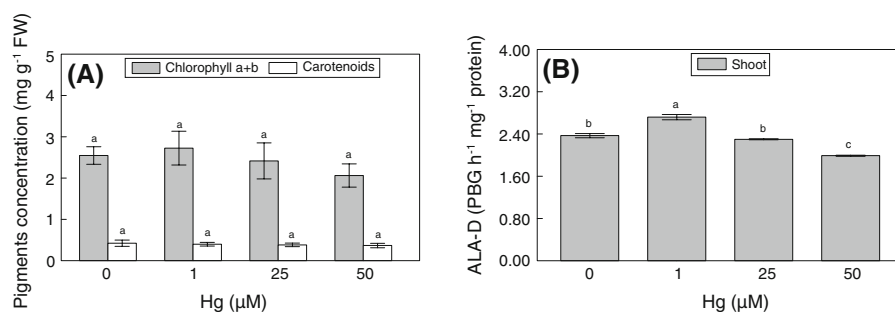 Pigments concentration (mg g⁻¹ FW)
5
4
3
2
1
0
(A)
Chlorophyll a+b
Carotenoids
a
a
a
a
a
a
a
a
0
1
25
50
Hg (µM)
ALA-D (PBG h⁻¹ mg⁻¹ protein)
4.00
3.20
2.40
1.60
0.80
0.00
(B)
Shoot
b
a
b
c
0
1
25
50
Hg (µM)